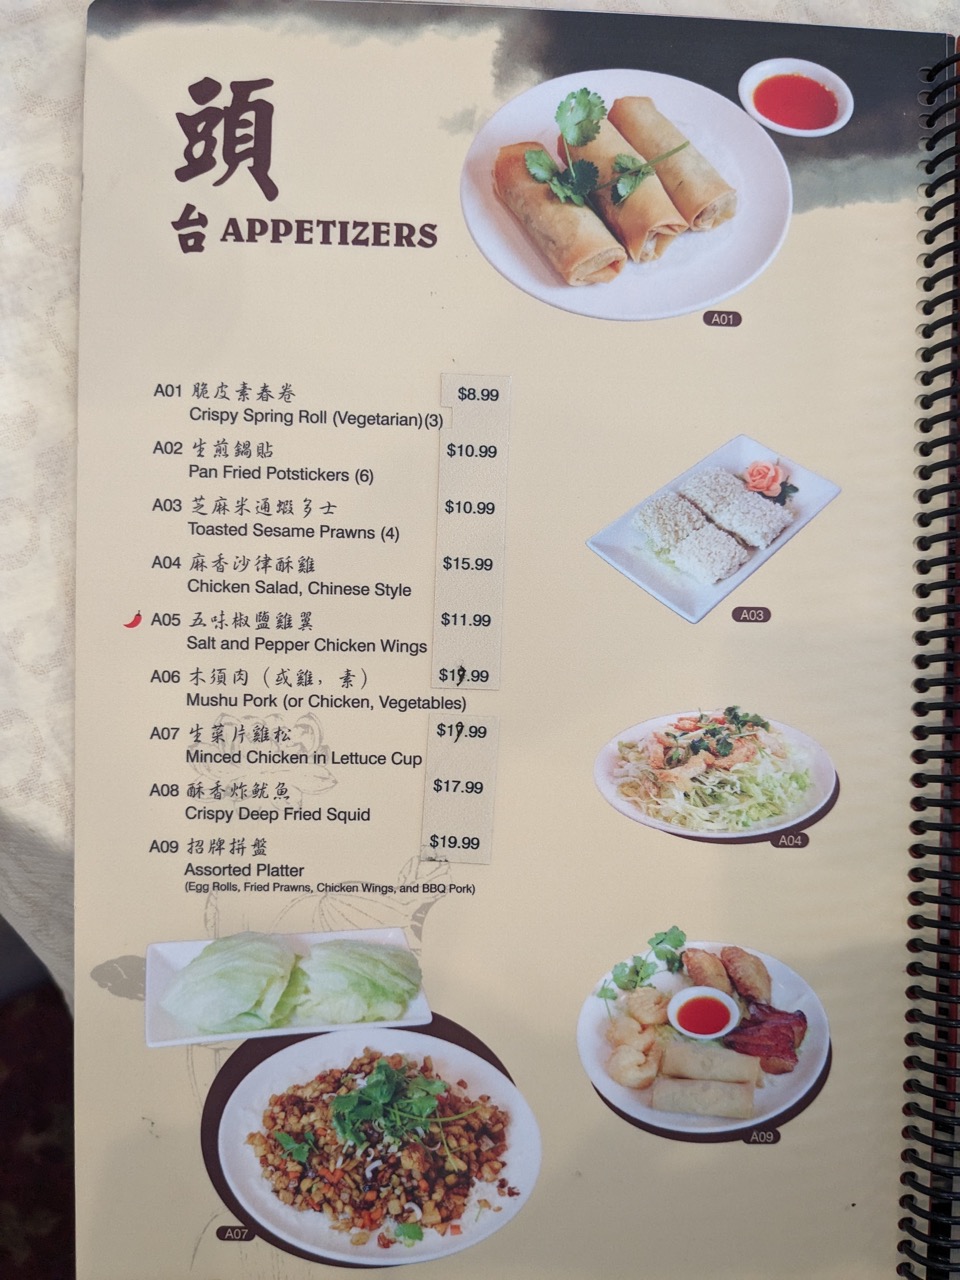 頭
台 APPETIZERS
A01
A01 脆皮素春卷 $8.99
Crispy Spring Roll (Vegetarian)(3)
A02 生煎鍋貼 $10.99
Pan Fried Potstickers (6)
A03 芝麻米通蝦多士 $10.99
Toasted Sesame Prawns (4)
A04 麻香沙律酥雞 $15.99
Chicken Salad, Chinese Style
A05 五味椒鹽雞翼 $11.99
Salt and Pepper Chicken Wings
A06 木須肉（或雞，素） $19.99
Mushu Pork (or Chicken, Vegetables)
A07 生菜片雞松 $19.99
Minced Chicken in Lettuce Cup
A08 酥香炸魷魚 $17.99
Crispy Deep Fried Squid
A09 招牌拼盤 $19.99
Assorted Platter
(Egg Rolls, Fried Prawns, Chicken Wings, and BBQ Pork)
A03
A04
A09
A07